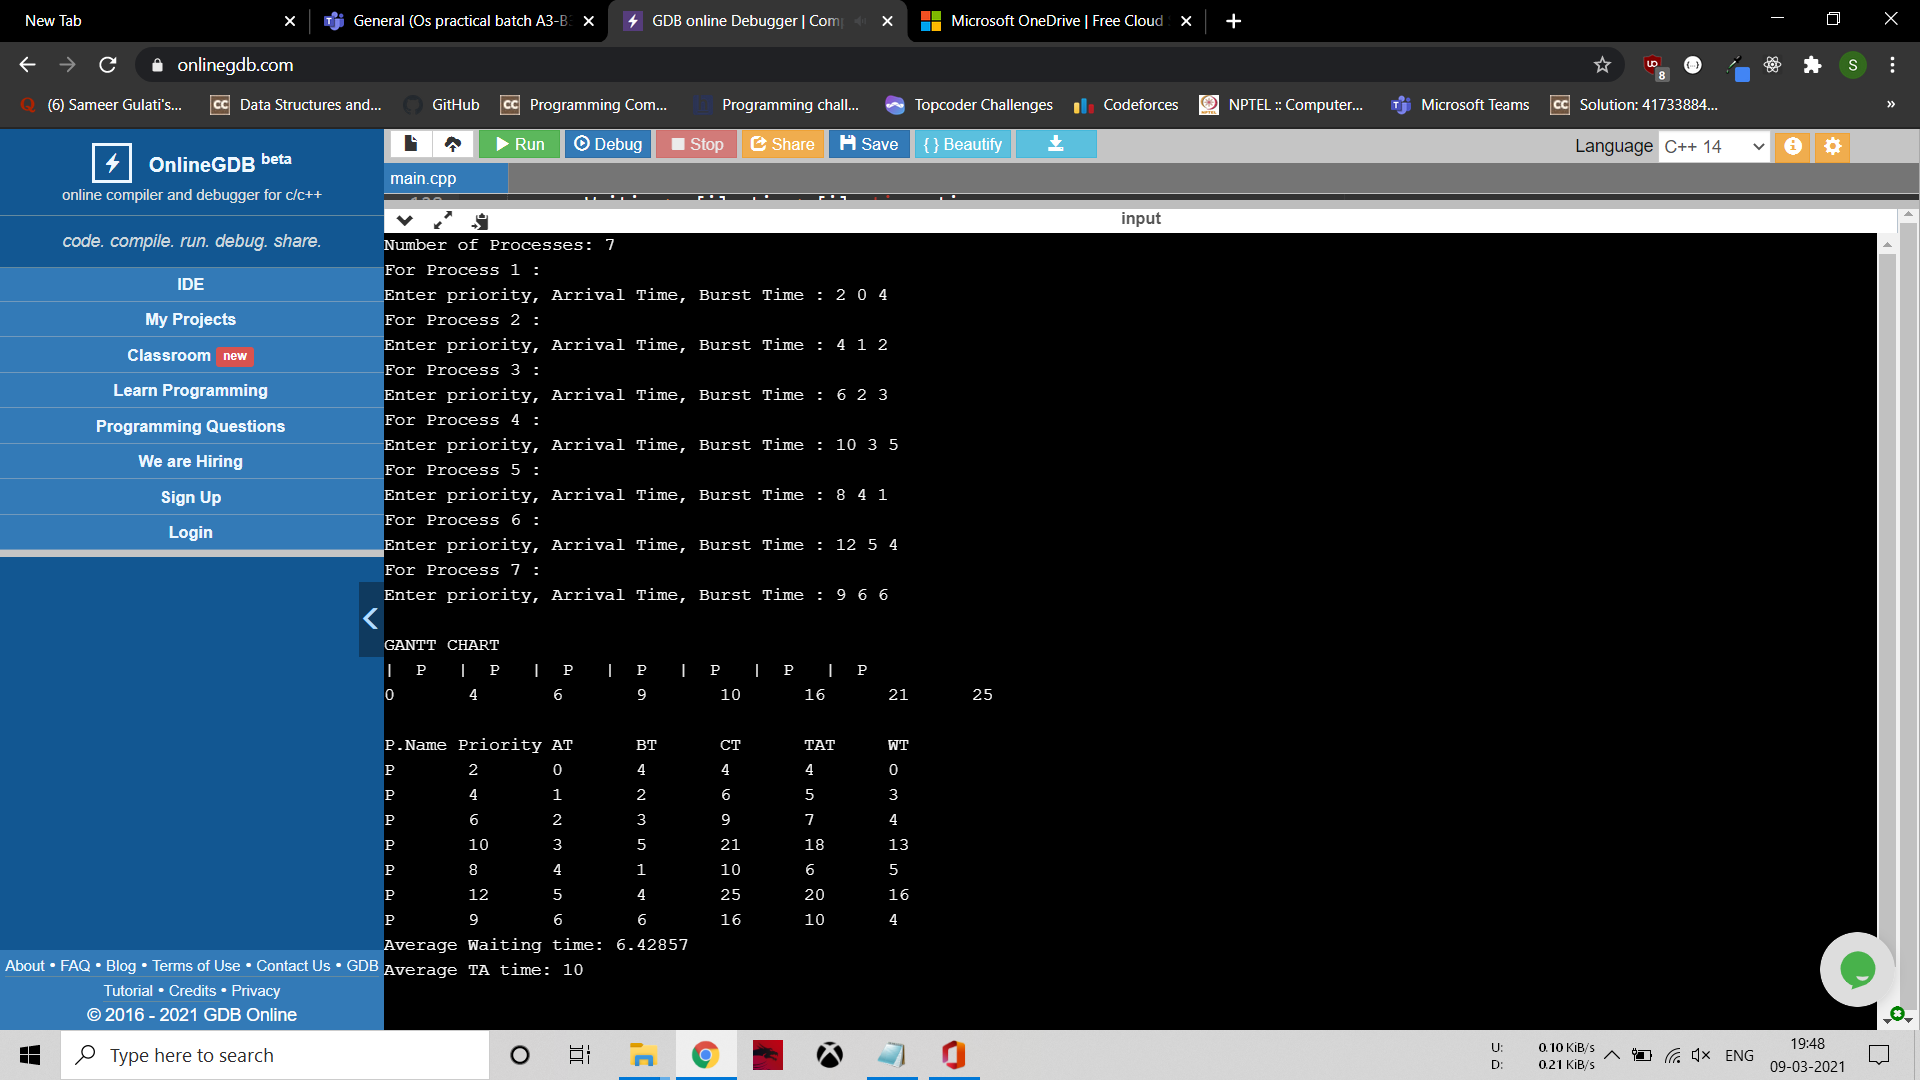 New Tab
General (Os practical batch A3-B
GDB online Debugger | Com
Microsoft OneDrive | Free Cloud
onlinegdb.com
8
S
(6) Sameer Gulati's...
CC Data Structures and...
GitHub
CC Programming Com...
Programming chall...
Topcoder Challenges
Codeforces
NPTEL :: Computer...
Microsoft Teams
CC Solution: 41733884...
»
OnlineGDB beta
online compiler and debugger for c/c++
code. compile. run. debug. share.
IDE
My Projects
Classroom new
Learn Programming
Programming Questions
We are Hiring
Sign Up
Login
About • FAQ • Blog • Terms of Use • Contact Us • GDB
Tutorial • Credits • Privacy
© 2016 - 2021 GDB Online
Run Debug Stop Share Save { } Beautify
Language C++ 14
main.cpp
input
Number of Processes: 7
For Process 1 :
Enter priority, Arrival Time, Burst Time : 2 0 4
For Process 2 :
Enter priority, Arrival Time, Burst Time : 4 1 2
For Process 3 :
Enter priority, Arrival Time, Burst Time : 6 2 3
For Process 4 :
Enter priority, Arrival Time, Burst Time : 10 3 5
For Process 5 :
Enter priority, Arrival Time, Burst Time : 8 4 1
For Process 6 :
Enter priority, Arrival Time, Burst Time : 12 5 4
For Process 7 :
Enter priority, Arrival Time, Burst Time : 9 6 6
GANTT CHART
| P | P | P | P | P | P | P
0 4 6 9 10 16 21 25
P.Name Priority AT BT CT TAT WT
P 2 0 4 4 4 0
P 4 1 2 6 5 3
P 6 2 3 9 7 4
P 10 3 5 21 18 13
P 8 4 1 10 6 5
P 12 5 4 25 20 16
P 9 6 6 16 10 4
Average Waiting time: 6.42857
Average TA time: 10
Type here to search
U: 0.10 KiB/s
D: 0.21 KiB/s
ENG
19:48
09-03-2021